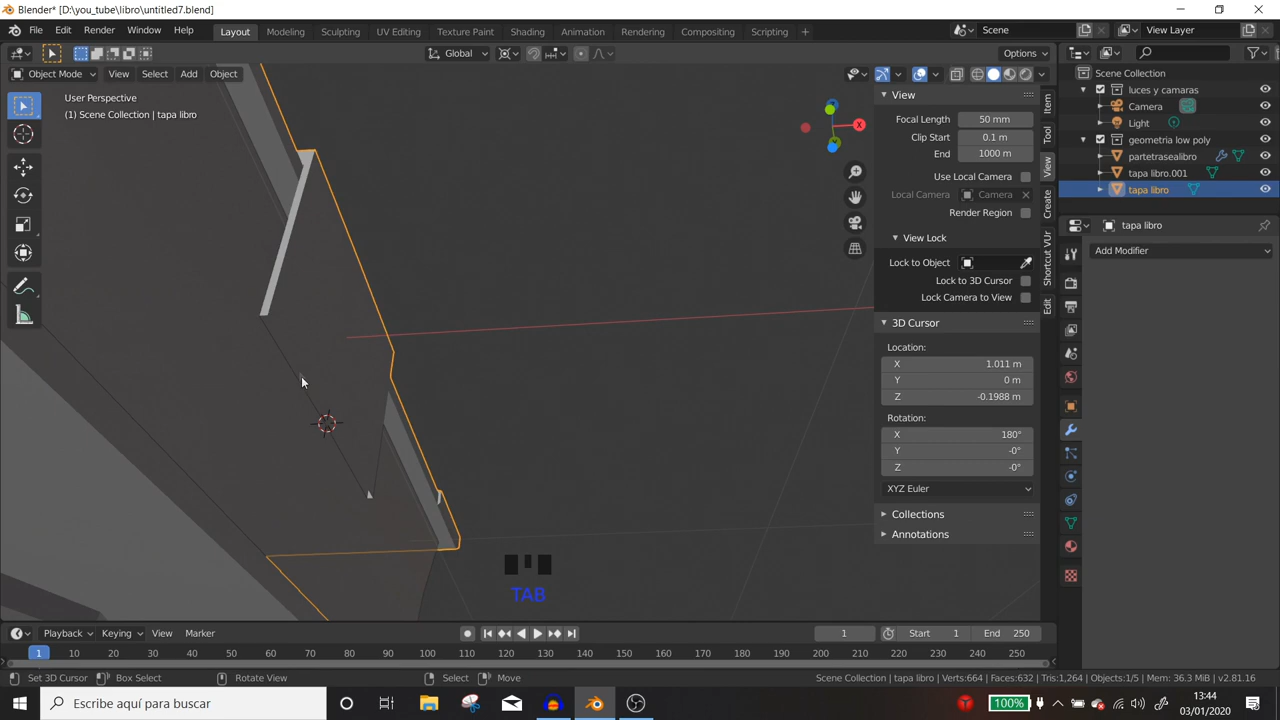 Blender* [D:\you_tube\libro\untitled7.blend]
File Edit Render Window Help Layout Modeling Sculpting UV Editing Texture Paint Shading Animation Rendering Compositing Scripting + Scene View Layer
Global Options
Object Mode View Select Add Object
User Perspective
(1) Scene Collection | tapa libro
X
View
Focal Length 50 mm
Clip Start 0.1 m
End 1000 m
Use Local Camera
Local Camera Camera
Render Region
View Lock
Lock to Object
Lock to 3D Cursor
Lock Camera to View
3D Cursor
Location:
X 1.011 m
Y 0 m
Z -0.1988 m
Rotation:
X 180°
Y -0°
Z -0°
XYZ Euler
Collections
Annotations
Item
Tool
View
Create
Shortcut VUr
Edit
Scene Collection
luces y camaras
Camera
Light
geometria low poly
partetrasealibro
tapa libro.001
tapa libro
tapa libro
Add Modifier
TAB
Playback Keying View Marker 1 Start 1 End 250
1 10 20 30 40 50 60 70 80 90 100 110 120 130 140 150 160 170 180 190 200 210 220 230 240 250
Set 3D Cursor Box Select Rotate View Select Move Scene Collection | tapa libro | Verts:664 | Faces:632 | Tris:1,264 | Objects:1/5 | Mem: 36.3 MiB | v2.81.16
Escribe aquí para buscar
100%
13:44
03/01/2020